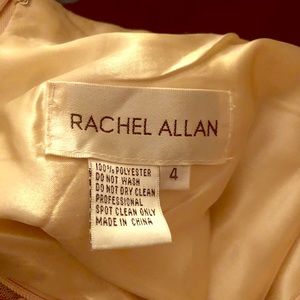 RACHEL ALLAN
4
100% POLYESTER
DO NOT WASH
DO NOT DRY CLEAN
PROFESSIONAL
SPOT CLEAN ONLY
MADE IN CHINA